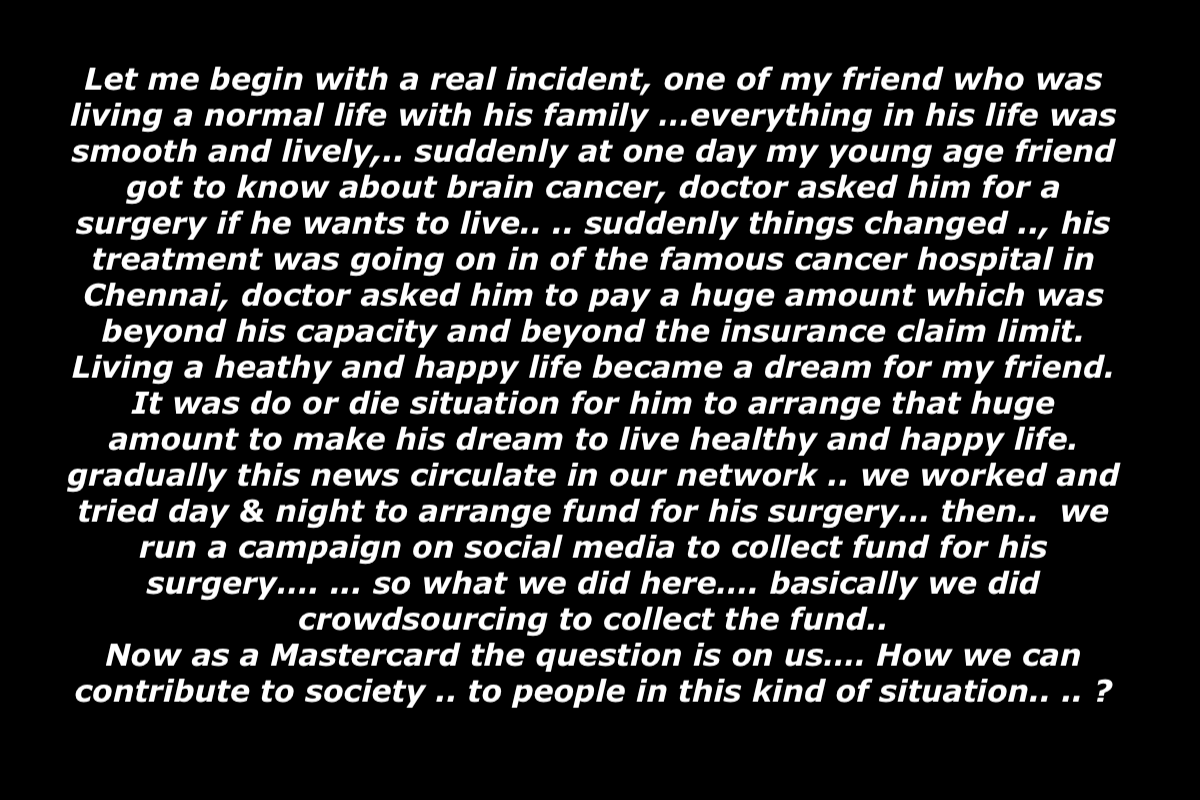 Let me begin with a real incident, one of my friend who was
living a normal life with his family ...everything in his life was
smooth and lively,.. suddenly at one day my young age friend
got to know about brain cancer, doctor asked him for a
surgery if he wants to live.. .. suddenly things changed .., his
treatment was going on in of the famous cancer hospital in
Chennai, doctor asked him to pay a huge amount which was
beyond his capacity and beyond the insurance claim limit.
Living a heathy and happy life became a dream for my friend.
It was do or die situation for him to arrange that huge
amount to make his dream to live healthy and happy life.
gradually this news circulate in our network .. we worked and
tried day & night to arrange fund for his surgery... then..  we
run a campaign on social media to collect fund for his
surgery.... ... so what we did here.... basically we did
crowdsourcing to collect the fund..
Now as a Mastercard the question is on us.... How we can
contribute to society .. to people in this kind of situation.. .. ?